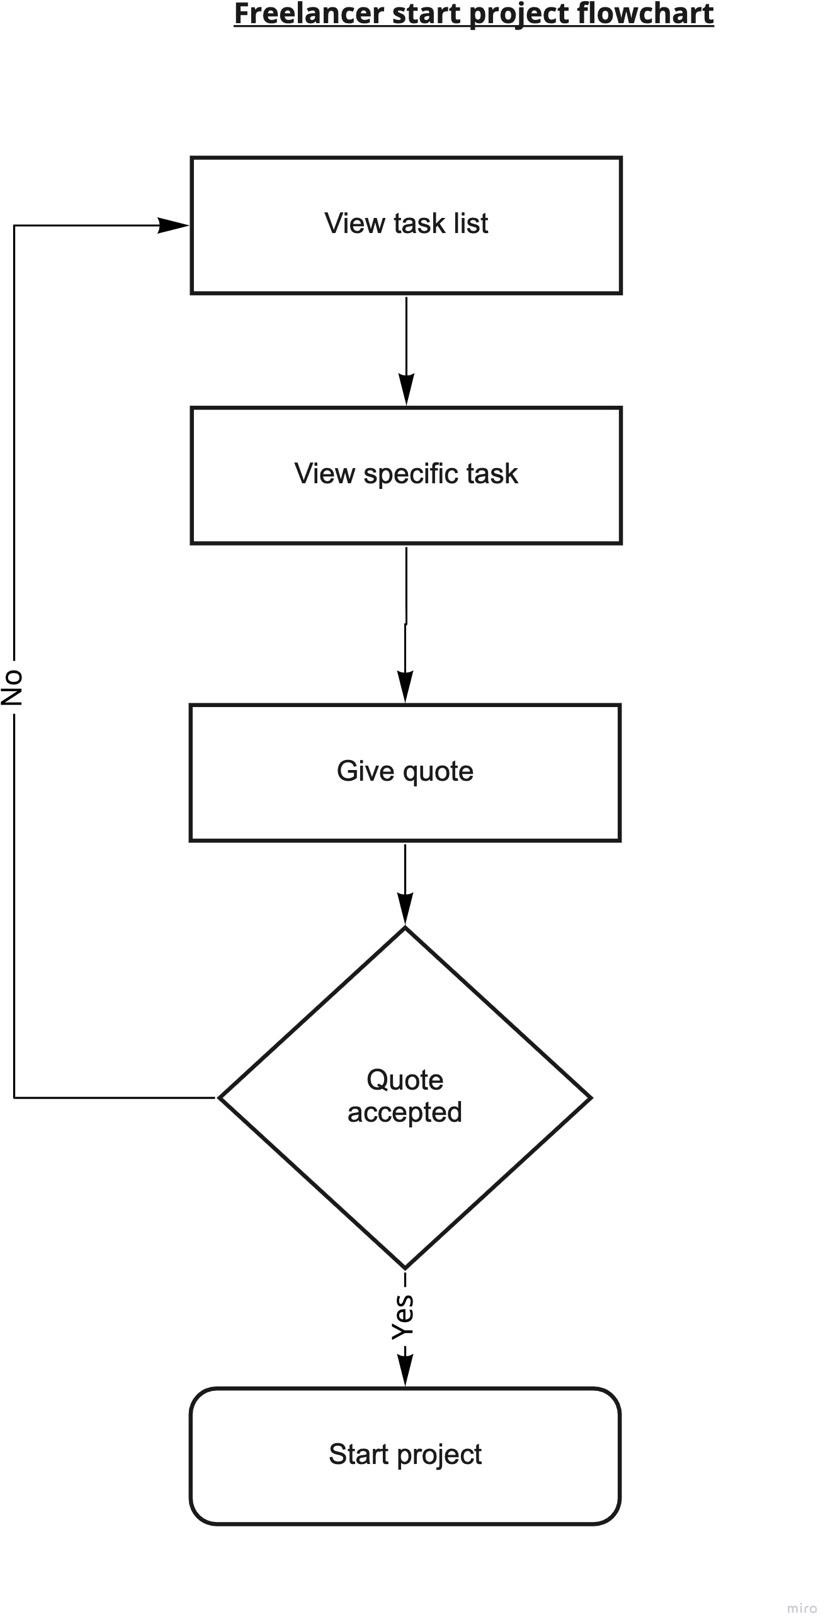 Freelancer start project flowchart
View task list
View specific task
No
Give quote
Quote
accepted
Yes
Start project
miro